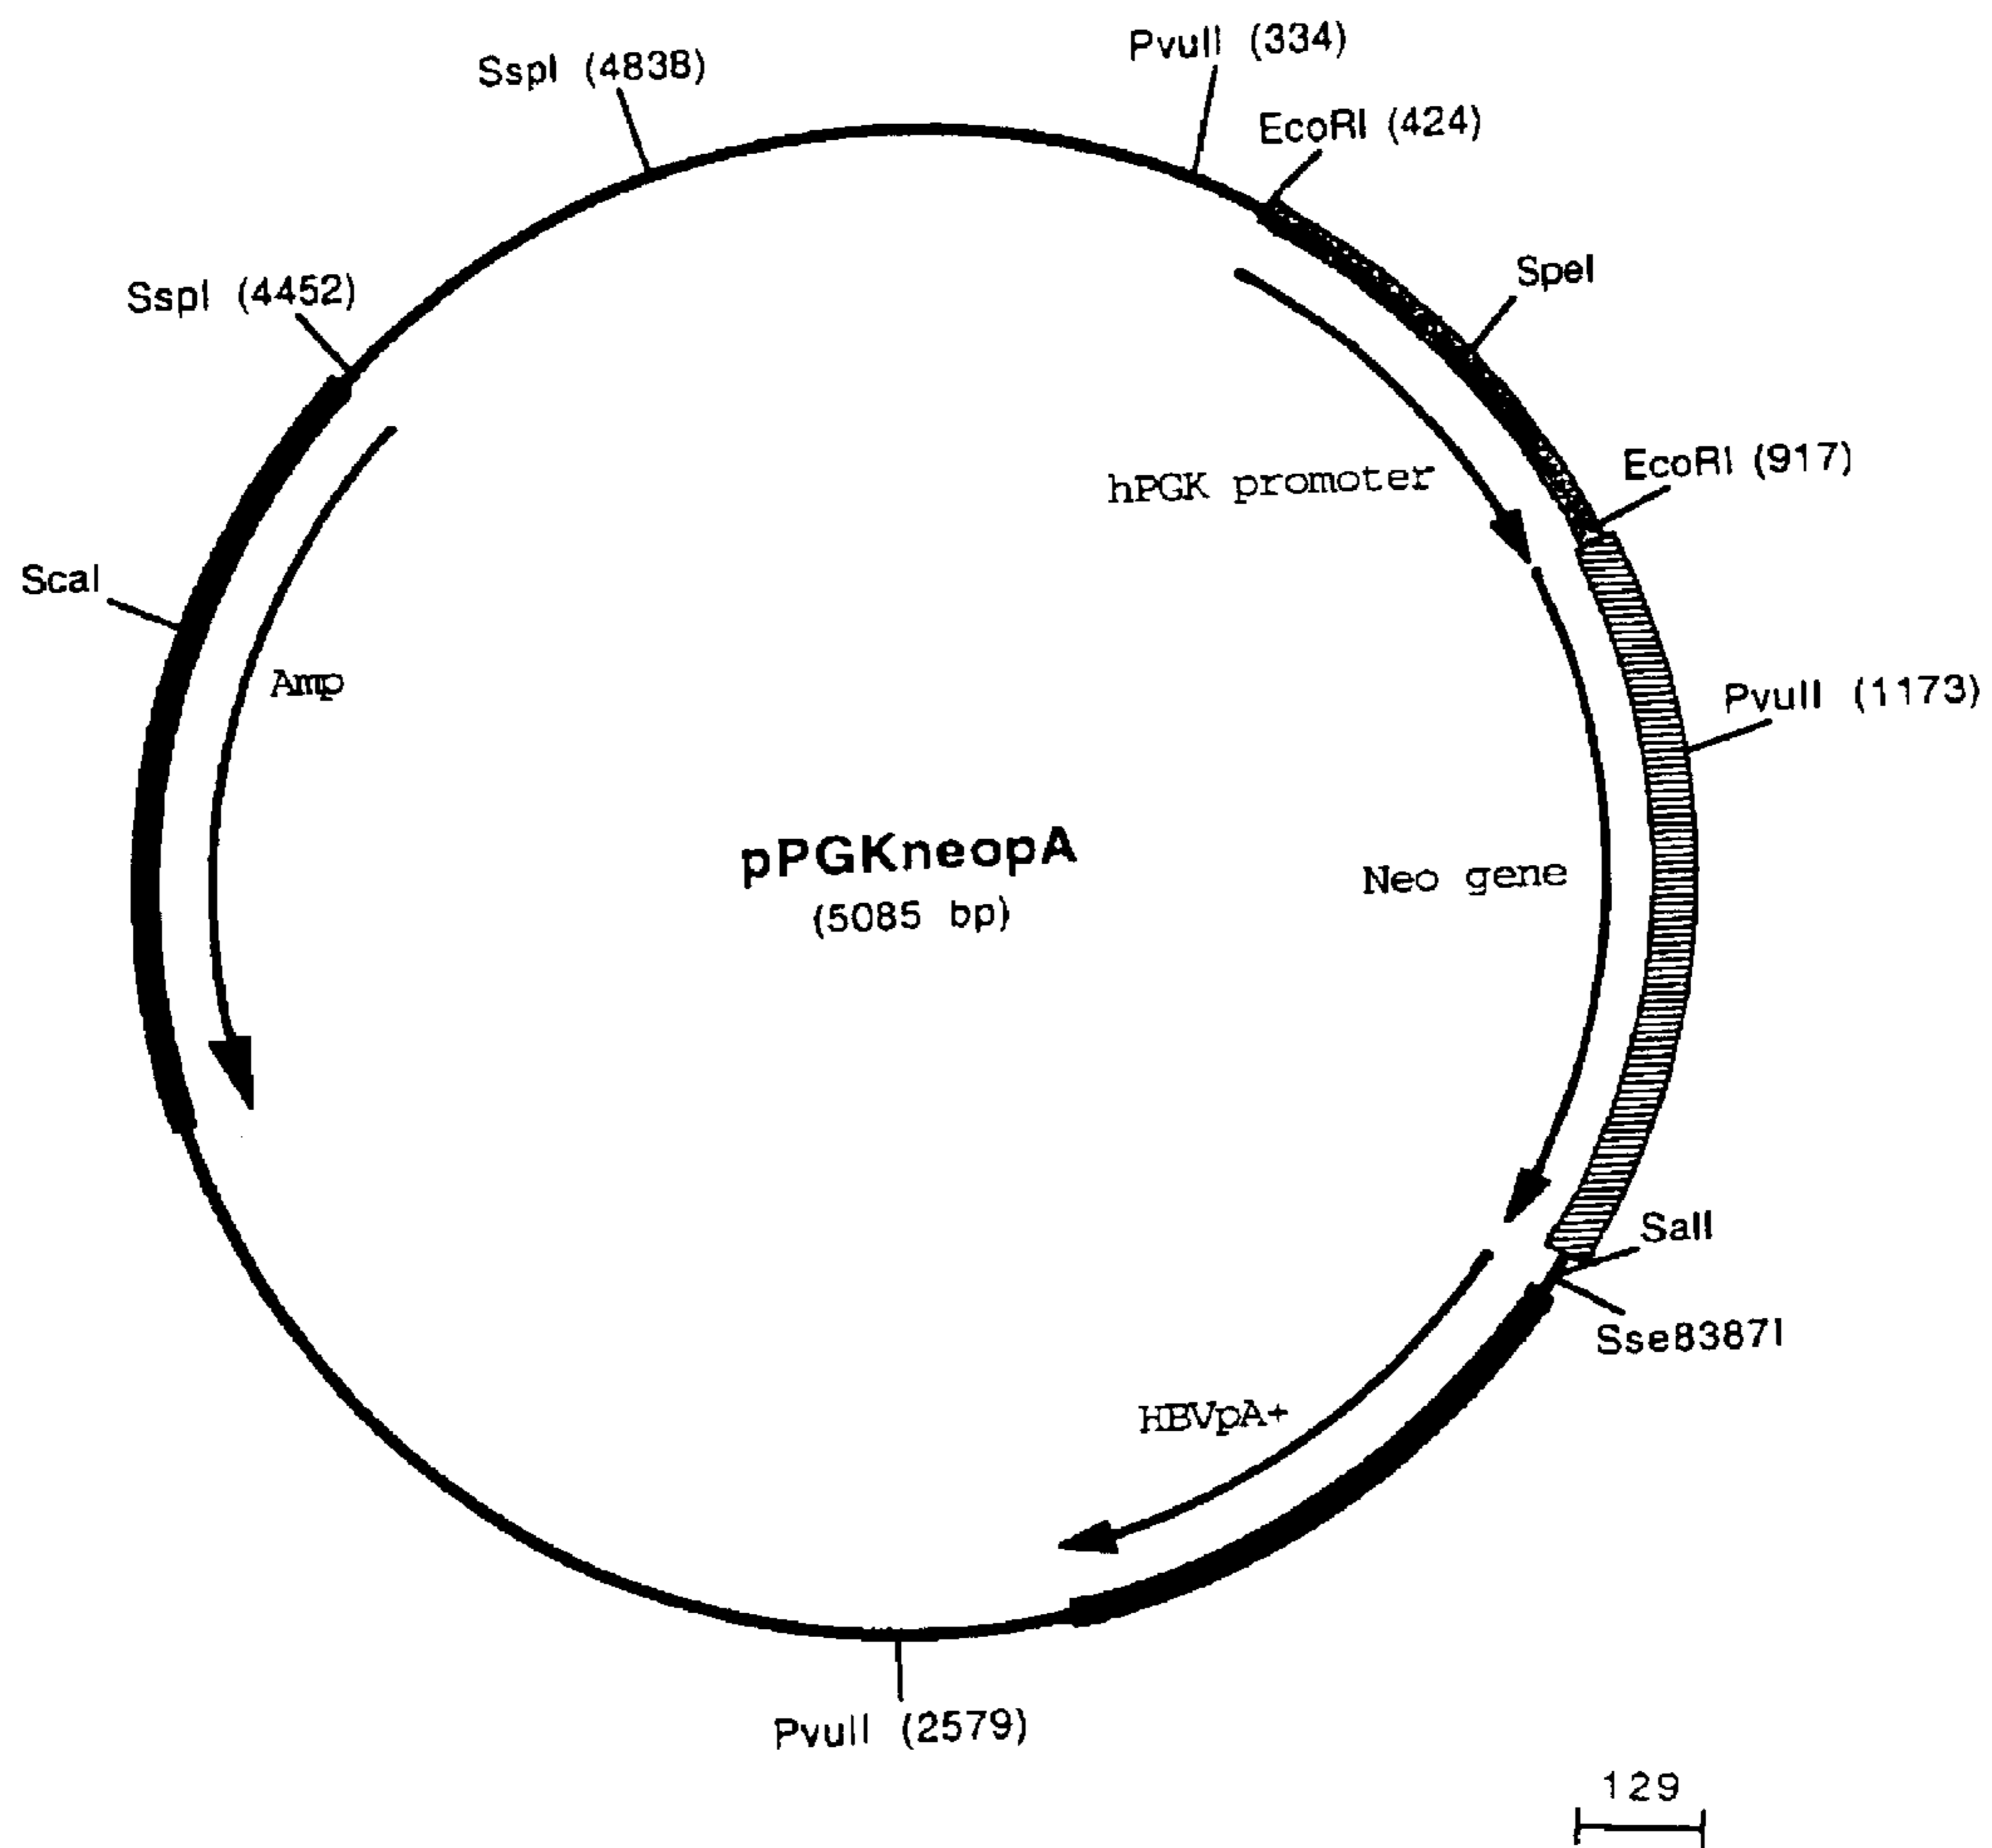 PvuII (334)
SspI (4838)
EcoRI (424)
SpeI
SspI (4452)
EcoRI (917)
hPGK promoter
ScaI
Amp
PvuII (1173)
pPGKneopA
(5085 bp)
Neo gene
SalI
Sse8387I
HBVpA+
PvuII (2579)
129